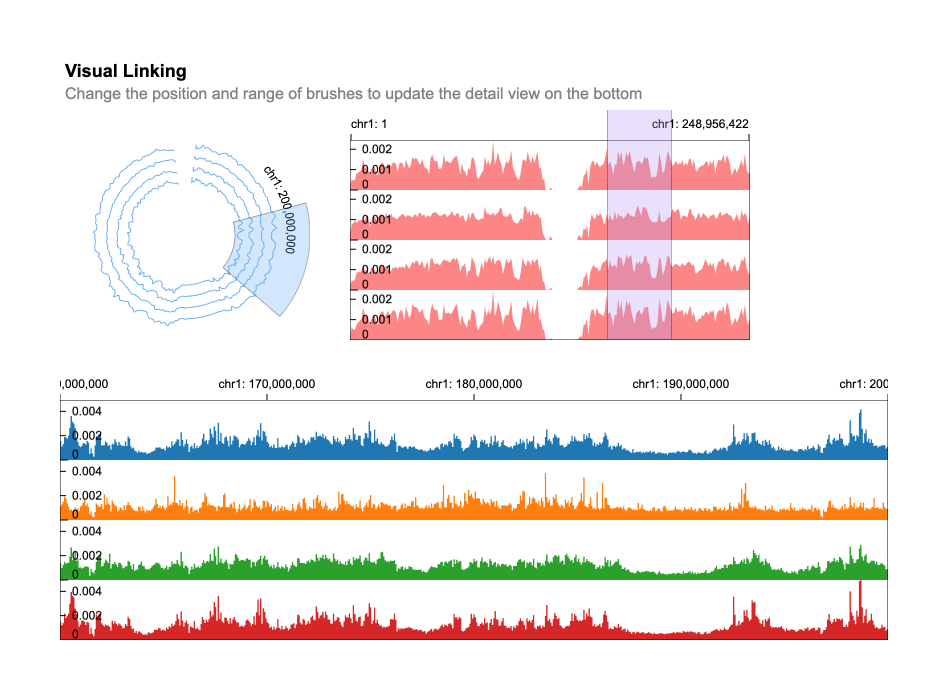 Visual Linking
Change the position and range of brushes to update the detail view on the bottom
chr1: 200,000,000
chr1: 1
chr1: 248,956,422
0.002
0.001
0
0.002
0.001
0
0.002
0.001
0
0.002
0.001
0
),000,000
chr1: 170,000,000
chr1: 180,000,000
chr1: 190,000,000
chr1: 200
0.004
0.002
0
0.004
0.002
0
0.004
0.002
0
0.004
0.002
0